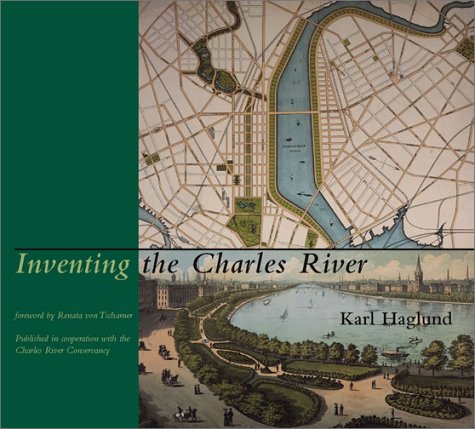 Inventing the Charles River
Karl Haglund
foreword by Renata von Tscharner
Published in cooperation with the
Charles River Conservancy